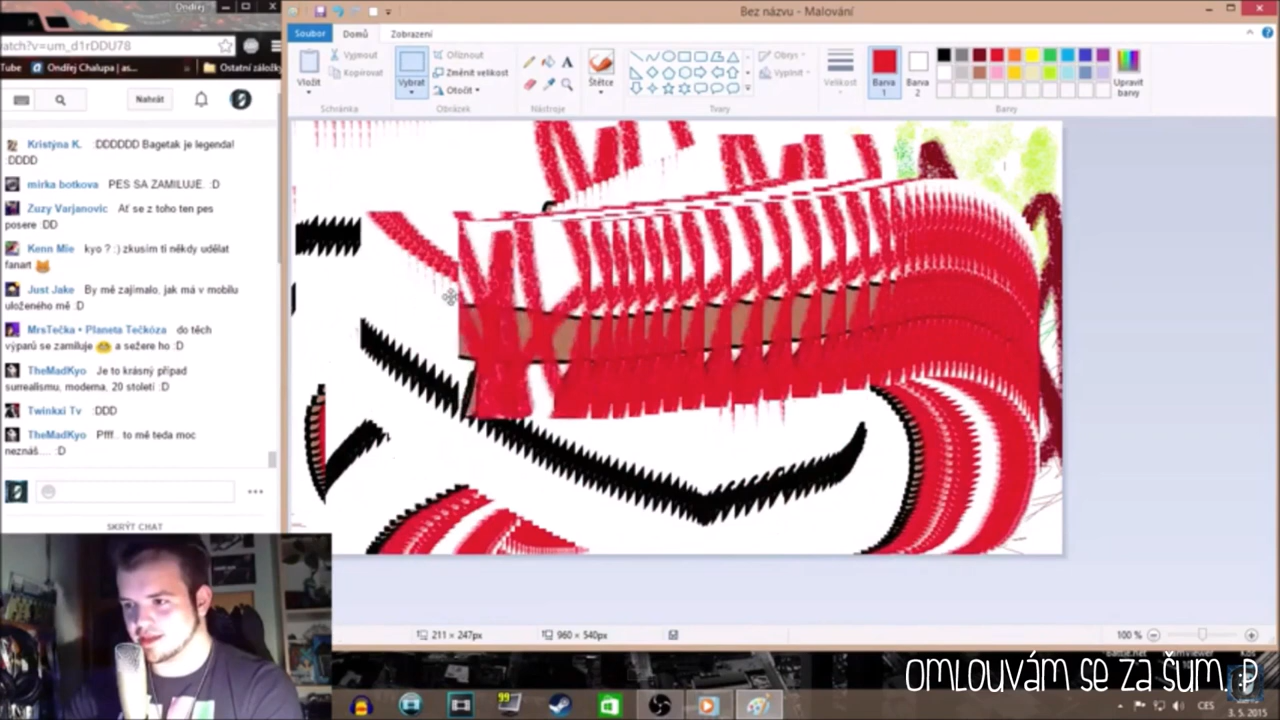 Ondřej
Bez názvu - Malování
atch?v=um_d1rDDU78
Soubor Domů Zobrazení
Tube Ondřej Chalupa | as... Ostatní záložky
Vložit Vyjmout Kopírovat Schránka
Vybrat Oříznout Změnit velikost Otočit Obrázek
Nástroje
Štětce
Obrys Výplnit Tvary
Velikost
Barva 1
Barva 2
Upravit barvy
Barvy
Nahrát
Kristýna K. :DDDDDD Bagetak je legenda!
DDDD
mirka botkova PES SA ZAMILUJE. :D
Zuzy Varjanovic Ať se z toho ten pes
posere :DD
Kenn Mie kyo ? :) zkusím ti někdy udělat
fanart
Just Jake By mě zajímalo, jak má v mobilu
uloženého mě :D
MrsTečka • Planeta Tečkóza do těch
výparů se zamiluje a sežere ho :D
TheMadKyo Je to krásný případ
surrealismu, moderna, 20 století :D
Twinkxi Tv :DDD
TheMadKyo Pfff.. to mě teda moc
neznáš.... :D
SKRÝT CHAT
211 × 247px 960 × 540px 100 %
omlouvám se za šum. :P
99
CES
3. 5. 2015